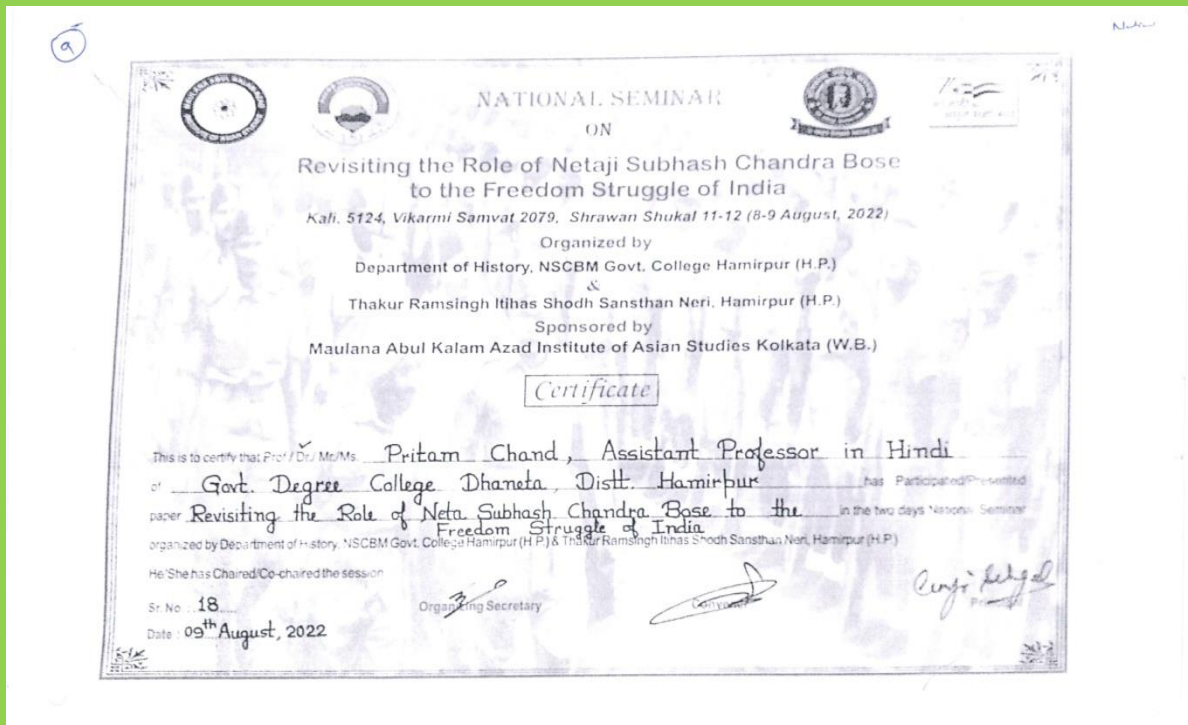 9
NATIONAL SEMINAR
ON
Revisiting the Role of Netaji Subhash Chandra Bose
to the Freedom Struggle of India
Kali. 5124, Vikarmi Samvat 2079, Shrawan Shukal 11-12 (8-9 August, 2022)
Organized by
Department of History, NSCBM Govt. College Hamirpur (H.P.)
&
Thakur Ramsingh Itihas Shodh Sansthan Neri, Hamirpur (H.P.)
Sponsored by
Maulana Abul Kalam Azad Institute of Asian Studies Kolkata (W.B.)
Certificate
This is to certify that Prof./Dr./Mr./Ms. Pritam Chand, Assistant Professor in Hindi
of Govt. Degree College Dhaneta, Distt. Hamirpur has Participated/Presented
paper Revisiting the Role of Neta Subhash Chandra Bose to the in the two days National Seminar
Freedom Struggle of India
organized by Department of History, NSCBM Govt. College Hamirpur (H.P.) & Thakur Ramsingh Itihas Shodh Sansthan Neri, Hamirpur (H.P.)
He/She has Chaired/Co-chaired the session
Sr. No. 18 Organizing Secretary Convener Principal
Date : 09th August, 2022